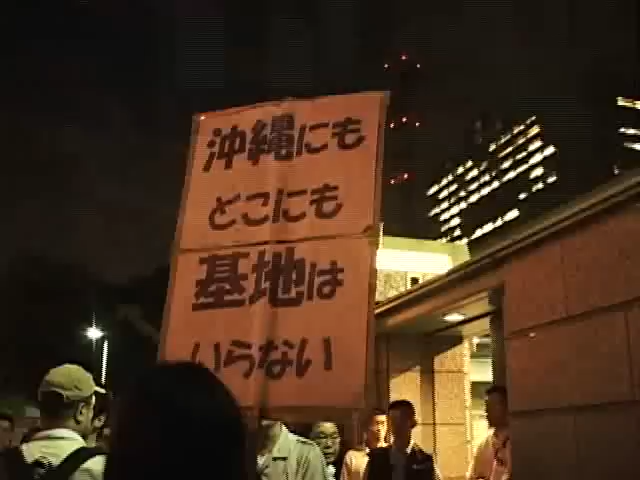 沖縄にも
どこにも
基地は
いらない